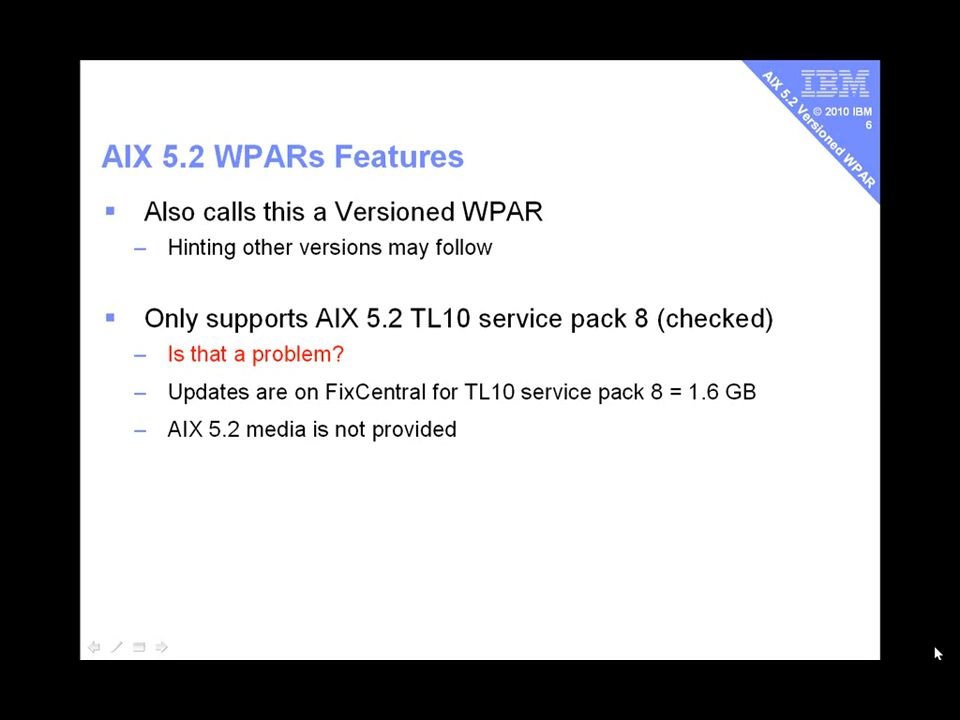 IBM
© 2010 IBM
6
AIX 5.2 Versioned WPAR
AIX 5.2 WPARs Features
Also calls this a Versioned WPAR
– Hinting other versions may follow
Only supports AIX 5.2 TL10 service pack 8 (checked)
– Is that a problem?
– Updates are on FixCentral for TL10 service pack 8 = 1.6 GB
– AIX 5.2 media is not provided